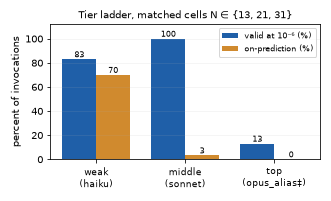 Tier ladder, matched cells N ∈ {13, 21, 31}
percent of invocations
100
80
60
40
20
0
valid at 10⁻⁶ (%)
on-prediction (%)
83
70
100
3
13
0
weak
(haiku)
middle
(sonnet)
top
(opus_alias‡)